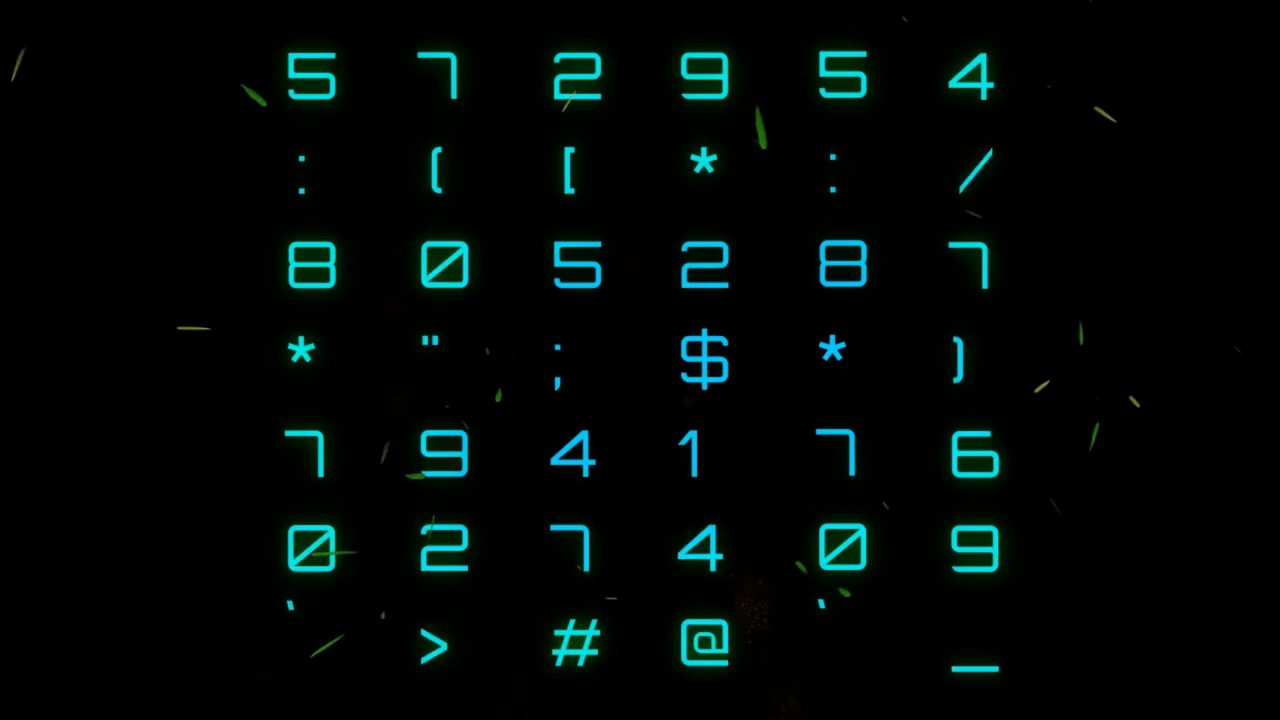 5 7 2 9 5 4
: ( [ * : /
8 0 5 2 8 7
* " ; $ * )
7 9 4 1 7 6
0 2 7 4 0 9
` > # @ ` _